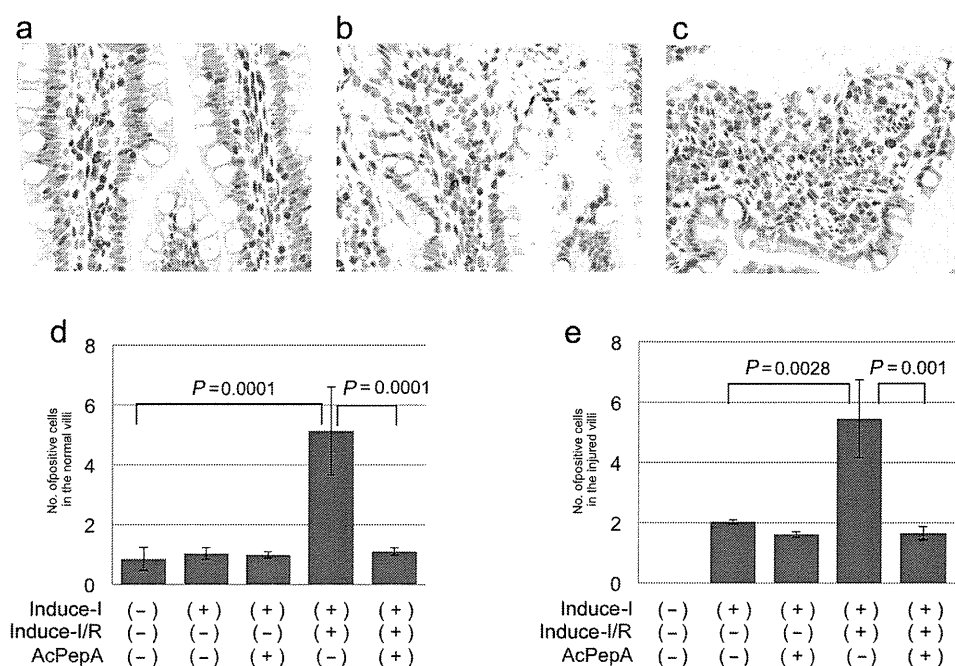 a
b
c
d
8
6
4
2
0
No. ofpositive cells
in the normal villi
P=0.0001
P=0.0001
Induce-I (−) (+) (+) (+) (+)
Induce-I/R (−) (−) (−) (+) (+)
AcPepA (−) (−) (+) (−) (+)
e
8
6
4
2
0
No. ofpositive cells
in the injured villi
P=0.0028
P=0.001
Induce-I (−) (+) (+) (+) (+)
Induce-I/R (−) (−) (−) (+) (+)
AcPepA (−) (−) (+) (−) (+)